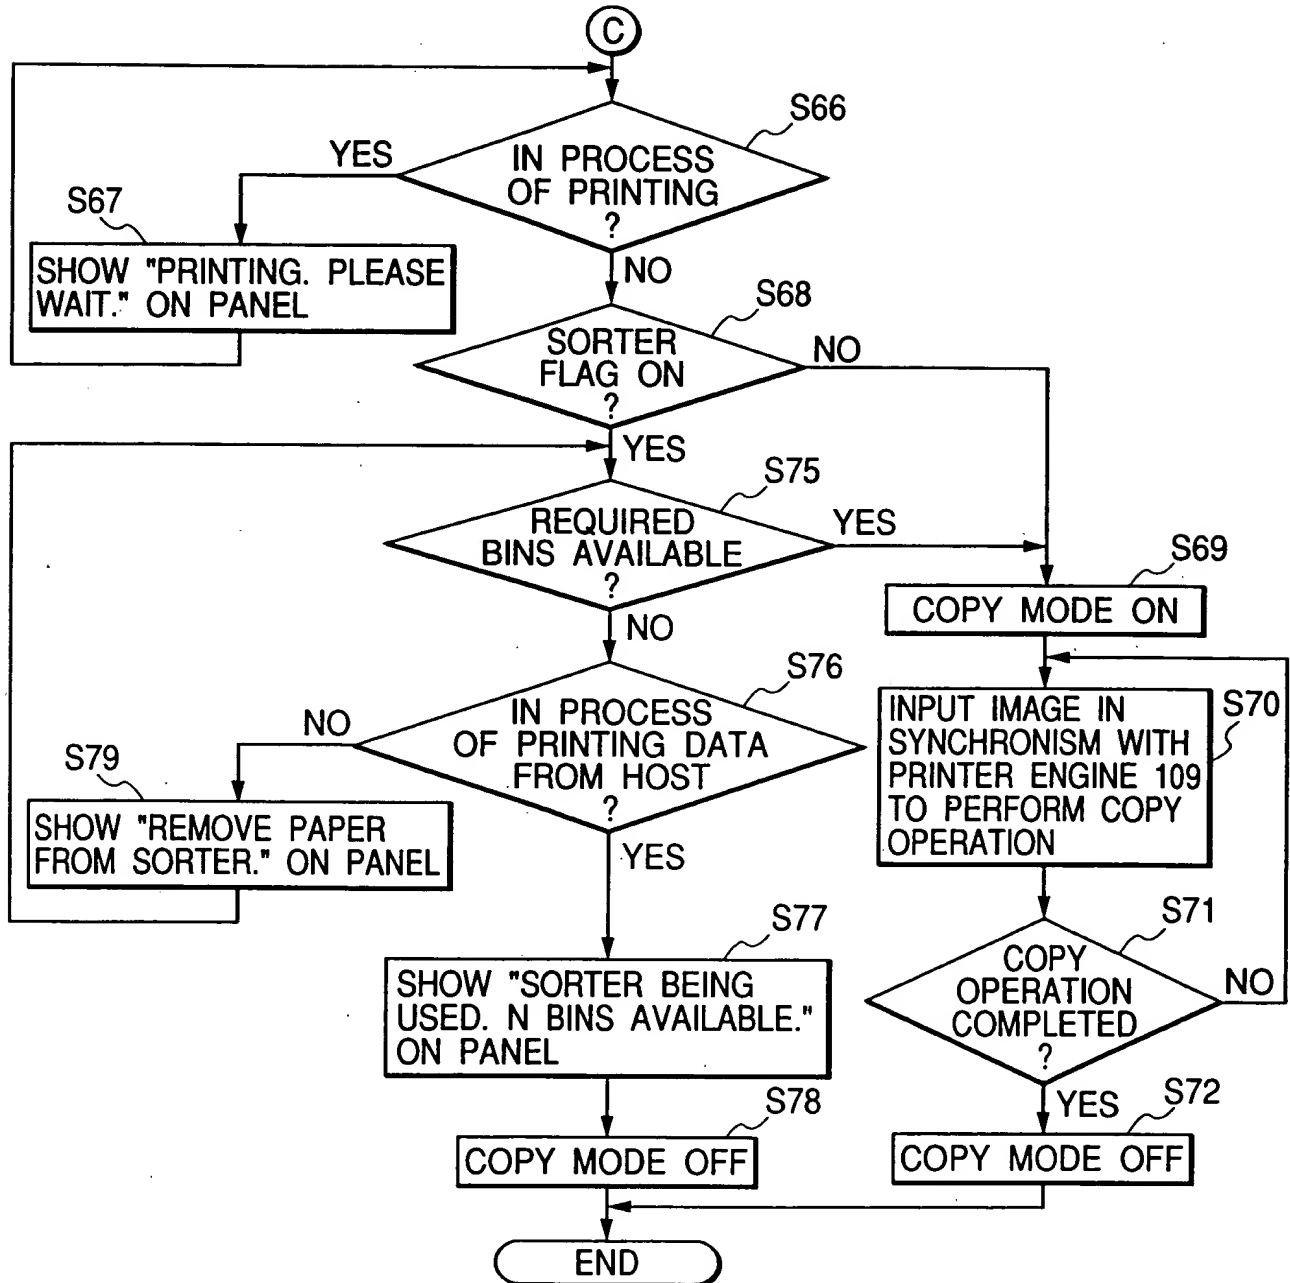 C
S66
IN PROCESS
OF PRINTING
?
YES
NO
S67
SHOW "PRINTING. PLEASE
WAIT." ON PANEL
S68
SORTER
FLAG ON
?
NO
YES
S75
REQUIRED
BINS AVAILABLE
?
YES
NO
S69
COPY MODE ON
S76
IN PROCESS
OF PRINTING DATA
FROM HOST
?
NO
YES
S79
SHOW "REMOVE PAPER
FROM SORTER." ON PANEL
S70
INPUT IMAGE IN
SYNCHRONISM WITH
PRINTER ENGINE 109
TO PERFORM COPY
OPERATION
S71
COPY
OPERATION
COMPLETED
?
NO
YES
S77
SHOW "SORTER BEING
USED. N BINS AVAILABLE."
ON PANEL
S78
COPY MODE OFF
S72
COPY MODE OFF
END